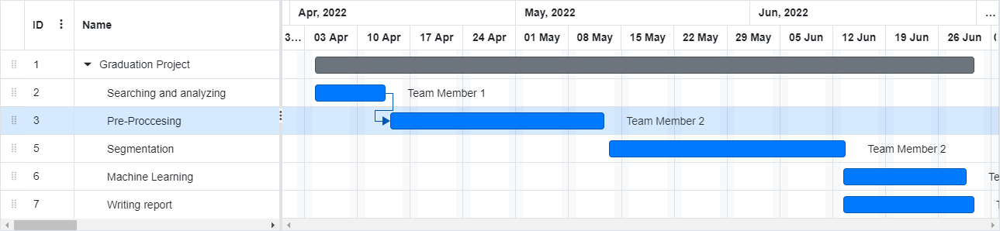 Apr, 2022 May, 2022 Jun, 2022 ...
ID Name
3... 03 Apr 10 Apr 17 Apr 24 Apr 01 May 08 May 15 May 22 May 29 May 05 Jun 12 Jun 19 Jun 26 Jun
1 Graduation Project
2 Searching and analyzing Team Member 1
3 Pre-Proccesing Team Member 2
5 Segmentation Team Member 2
6 Machine Learning Te
7 Writing report